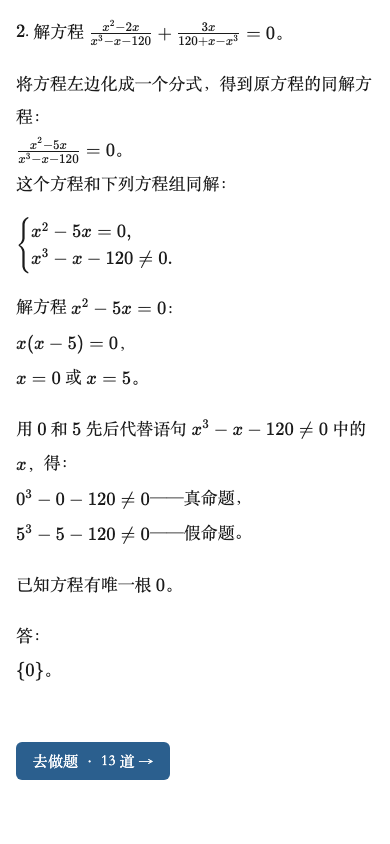 2. 解方程 \frac{x^2-2x}{x^3-x-120} + \frac{3x}{120+x-x^3} = 0。
将方程左边化成一个分式，得到原方程的同解方
程：
\frac{x^2-5x}{x^3-x-120} = 0。
这个方程和下列方程组同解：
{ x^2 − 5x = 0,
x^3 − x − 120 ≠ 0.
解方程 x^2 − 5x = 0：
x(x − 5) = 0，
x = 0 或 x = 5。
用 0 和 5 先后代替语句 x^3 − x − 120 ≠ 0 中的
x，得：
0^3 − 0 − 120 ≠ 0——真命题，
5^3 − 5 − 120 ≠ 0——假命题。
已知方程有唯一根 0。
答：
{0}。
去做题 · 13 道 →